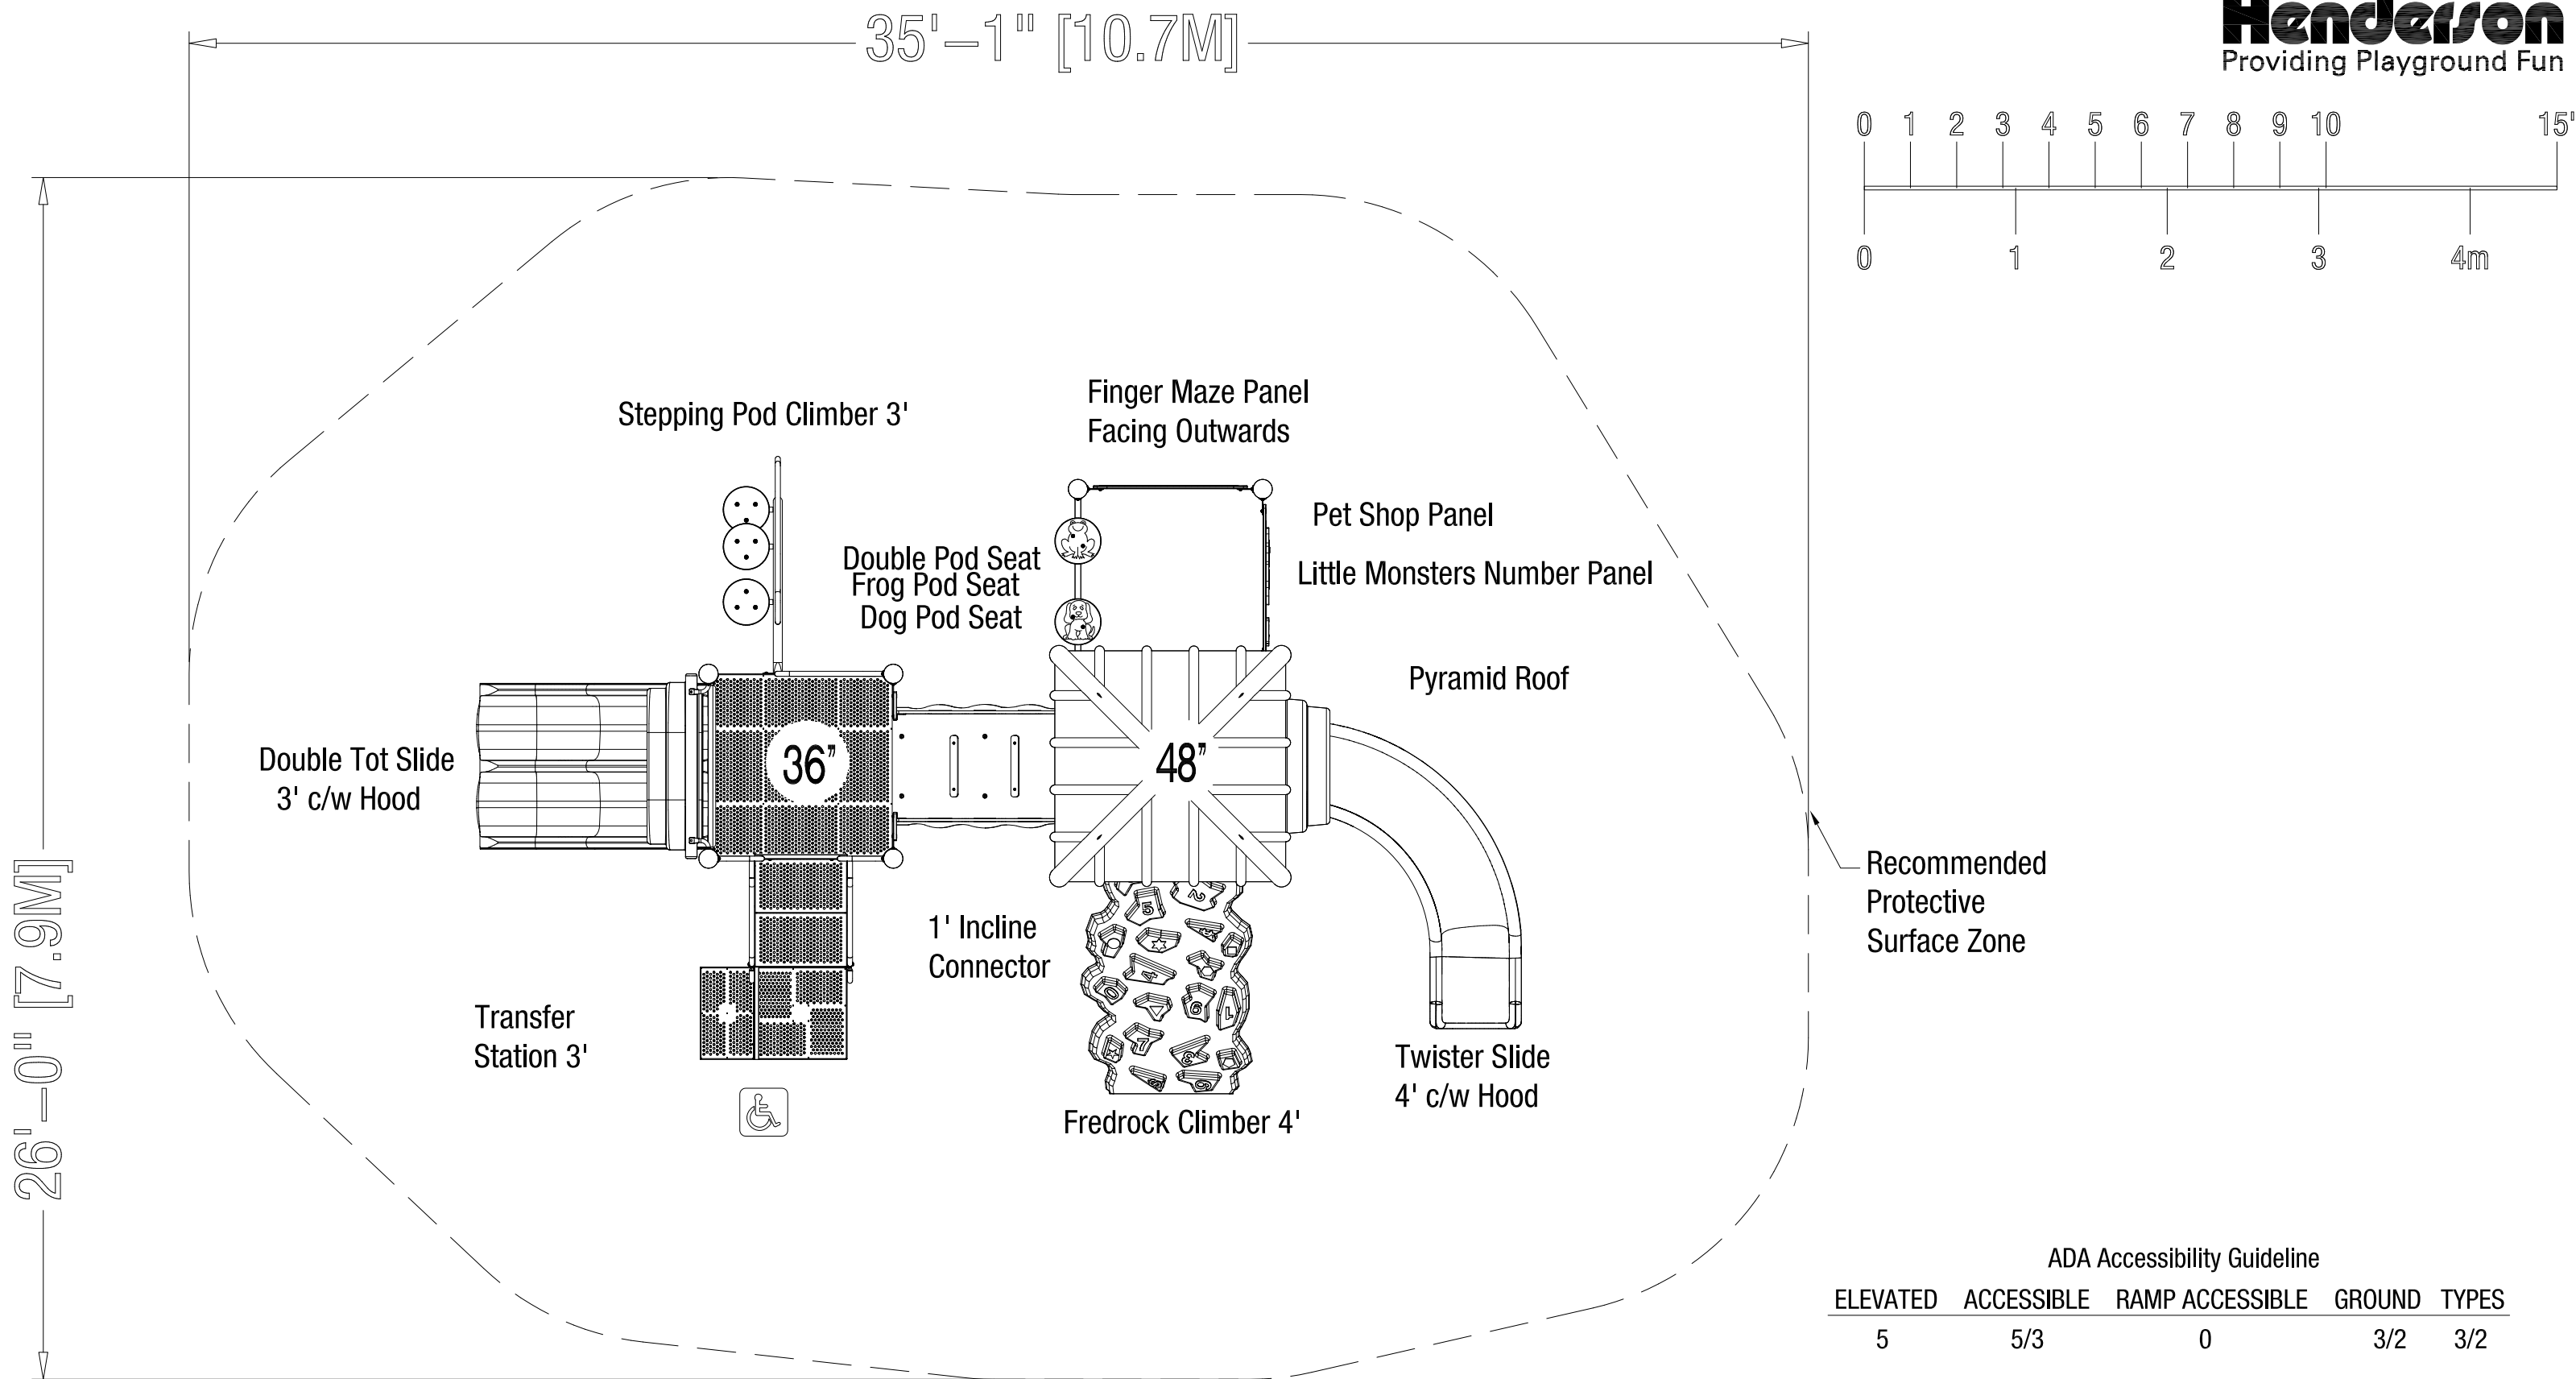 35'-1" [10.7M]
Henderson
Providing Playground Fun
0 1 2 3 4 5 6 7 8 9 10 15'
0 1 2 3 4m
Finger Maze Panel
Facing Outwards
Stepping Pod Climber 3'
Pet Shop Panel
Double Pod Seat
Frog Pod Seat
Dog Pod Seat
Little Monsters Number Panel
Pyramid Roof
Double Tot Slide
3' c/w Hood
36"
48"
Recommended
Protective
Surface Zone
26'-0" [7.9M]
1' Incline
Connector
Transfer
Station 3'
Twister Slide
4' c/w Hood
Fredrock Climber 4'
ADA Accessibility Guideline
ELEVATED ACCESSIBLE RAMP ACCESSIBLE GROUND TYPES
5 5/3 0 3/2 3/2